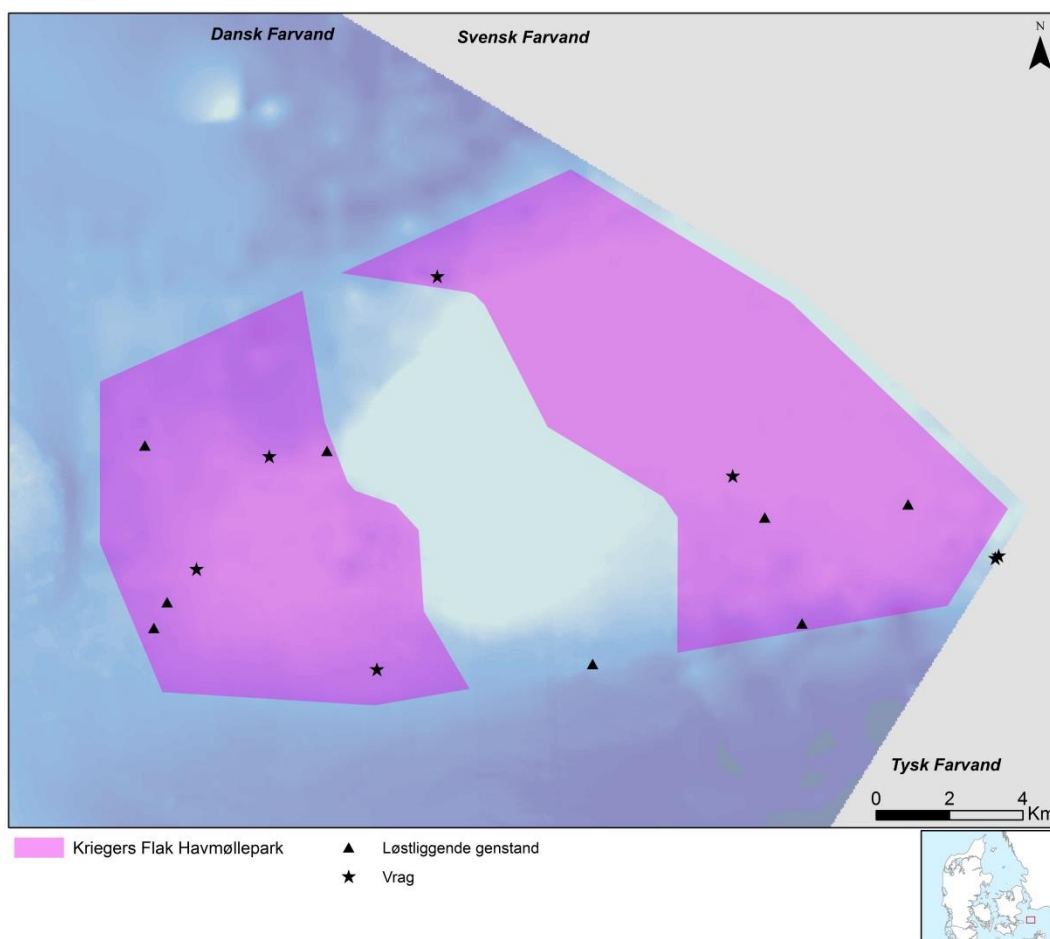 Dansk Farvand
Svensk Farvand
N
Tysk Farvand
0 2 4
Km
Kriegers Flak Havmøllepark
Løstliggende genstand
Vrag